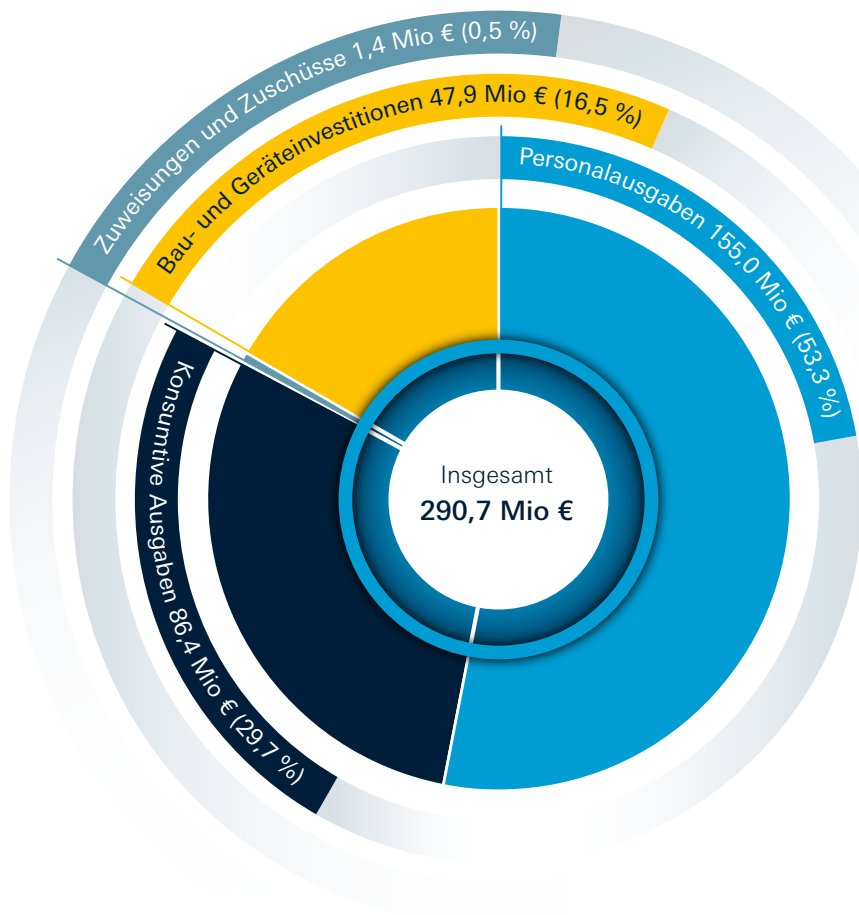 Zuweisungen und Zuschüsse 1,4 Mio € (0,5 %)
Bau- und Geräteinvestitionen 47,9 Mio € (16,5 %)
Personalausgaben 155,0 Mio € (53,3 %)
Konsumtive Ausgaben 86,4 Mio € (29,7 %)
Insgesamt
290,7 Mio €